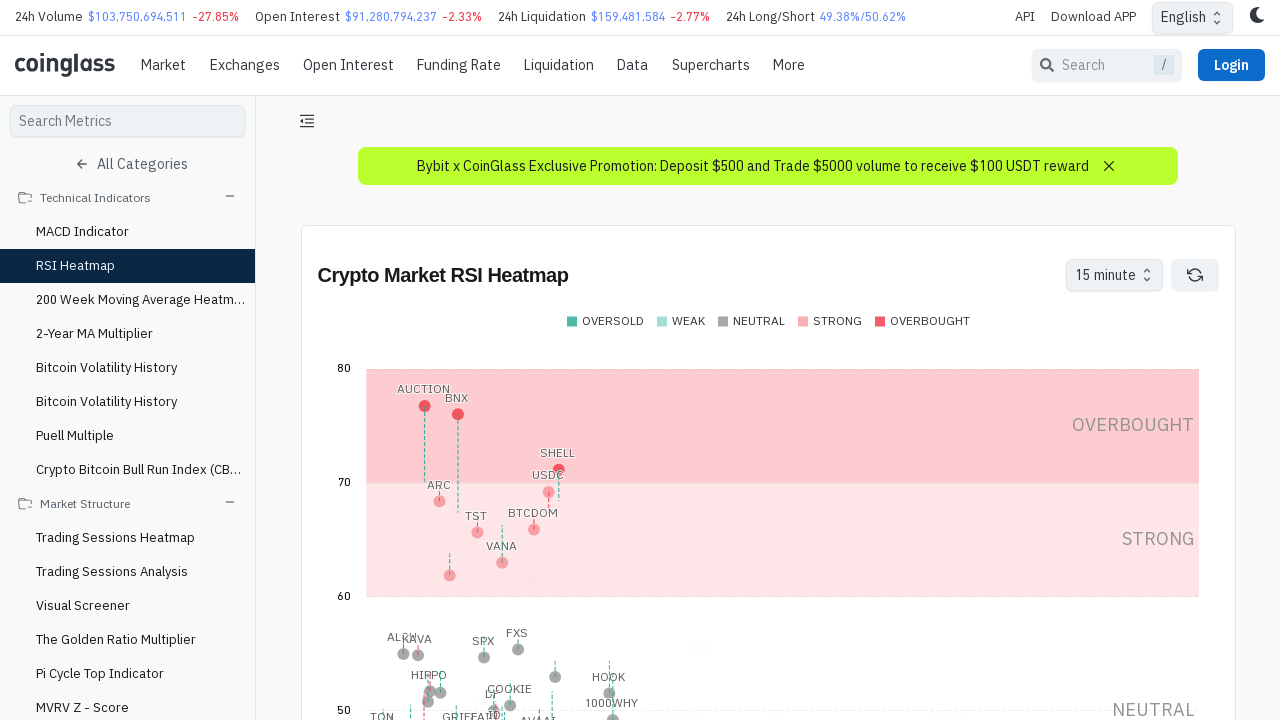 24h Volume $103,750,694,511 -27.85% Open Interest $91,280,794,237 -2.33% 24h Liquidation $159,481,584 -2.77% 24h Long/Short 49.38%/50.62% API Download APP English
coinglass Market Exchanges Open Interest Funding Rate Liquidation Data Supercharts More Search / Login
Search Metrics
All Categories
Technical Indicators
MACD Indicator
RSI Heatmap
200 Week Moving Average Heatm...
2-Year MA Multiplier
Bitcoin Volatility History
Bitcoin Volatility History
Puell Multiple
Crypto Bitcoin Bull Run Index (CB...
Market Structure
Trading Sessions Heatmap
Trading Sessions Analysis
Visual Screener
The Golden Ratio Multiplier
Pi Cycle Top Indicator
MVRV Z - Score
Bybit x CoinGlass Exclusive Promotion: Deposit $500 and Trade $5000 volume to receive $100 USDT reward
Crypto Market RSI Heatmap
15 minute
OVERSOLD WEAK NEUTRAL STRONG OVERBOUGHT
80
AUCTION
BNX
OVERBOUGHT
SHELL
USDC
70
ARC
TST
BTCDOM
STRONG
VANA
60
FXS
KAVA
SPX
HIPPO
HOOK
COOKIE
1000WHY
50
NEUTRAL
TON
GRIFFAIN
AVAAI